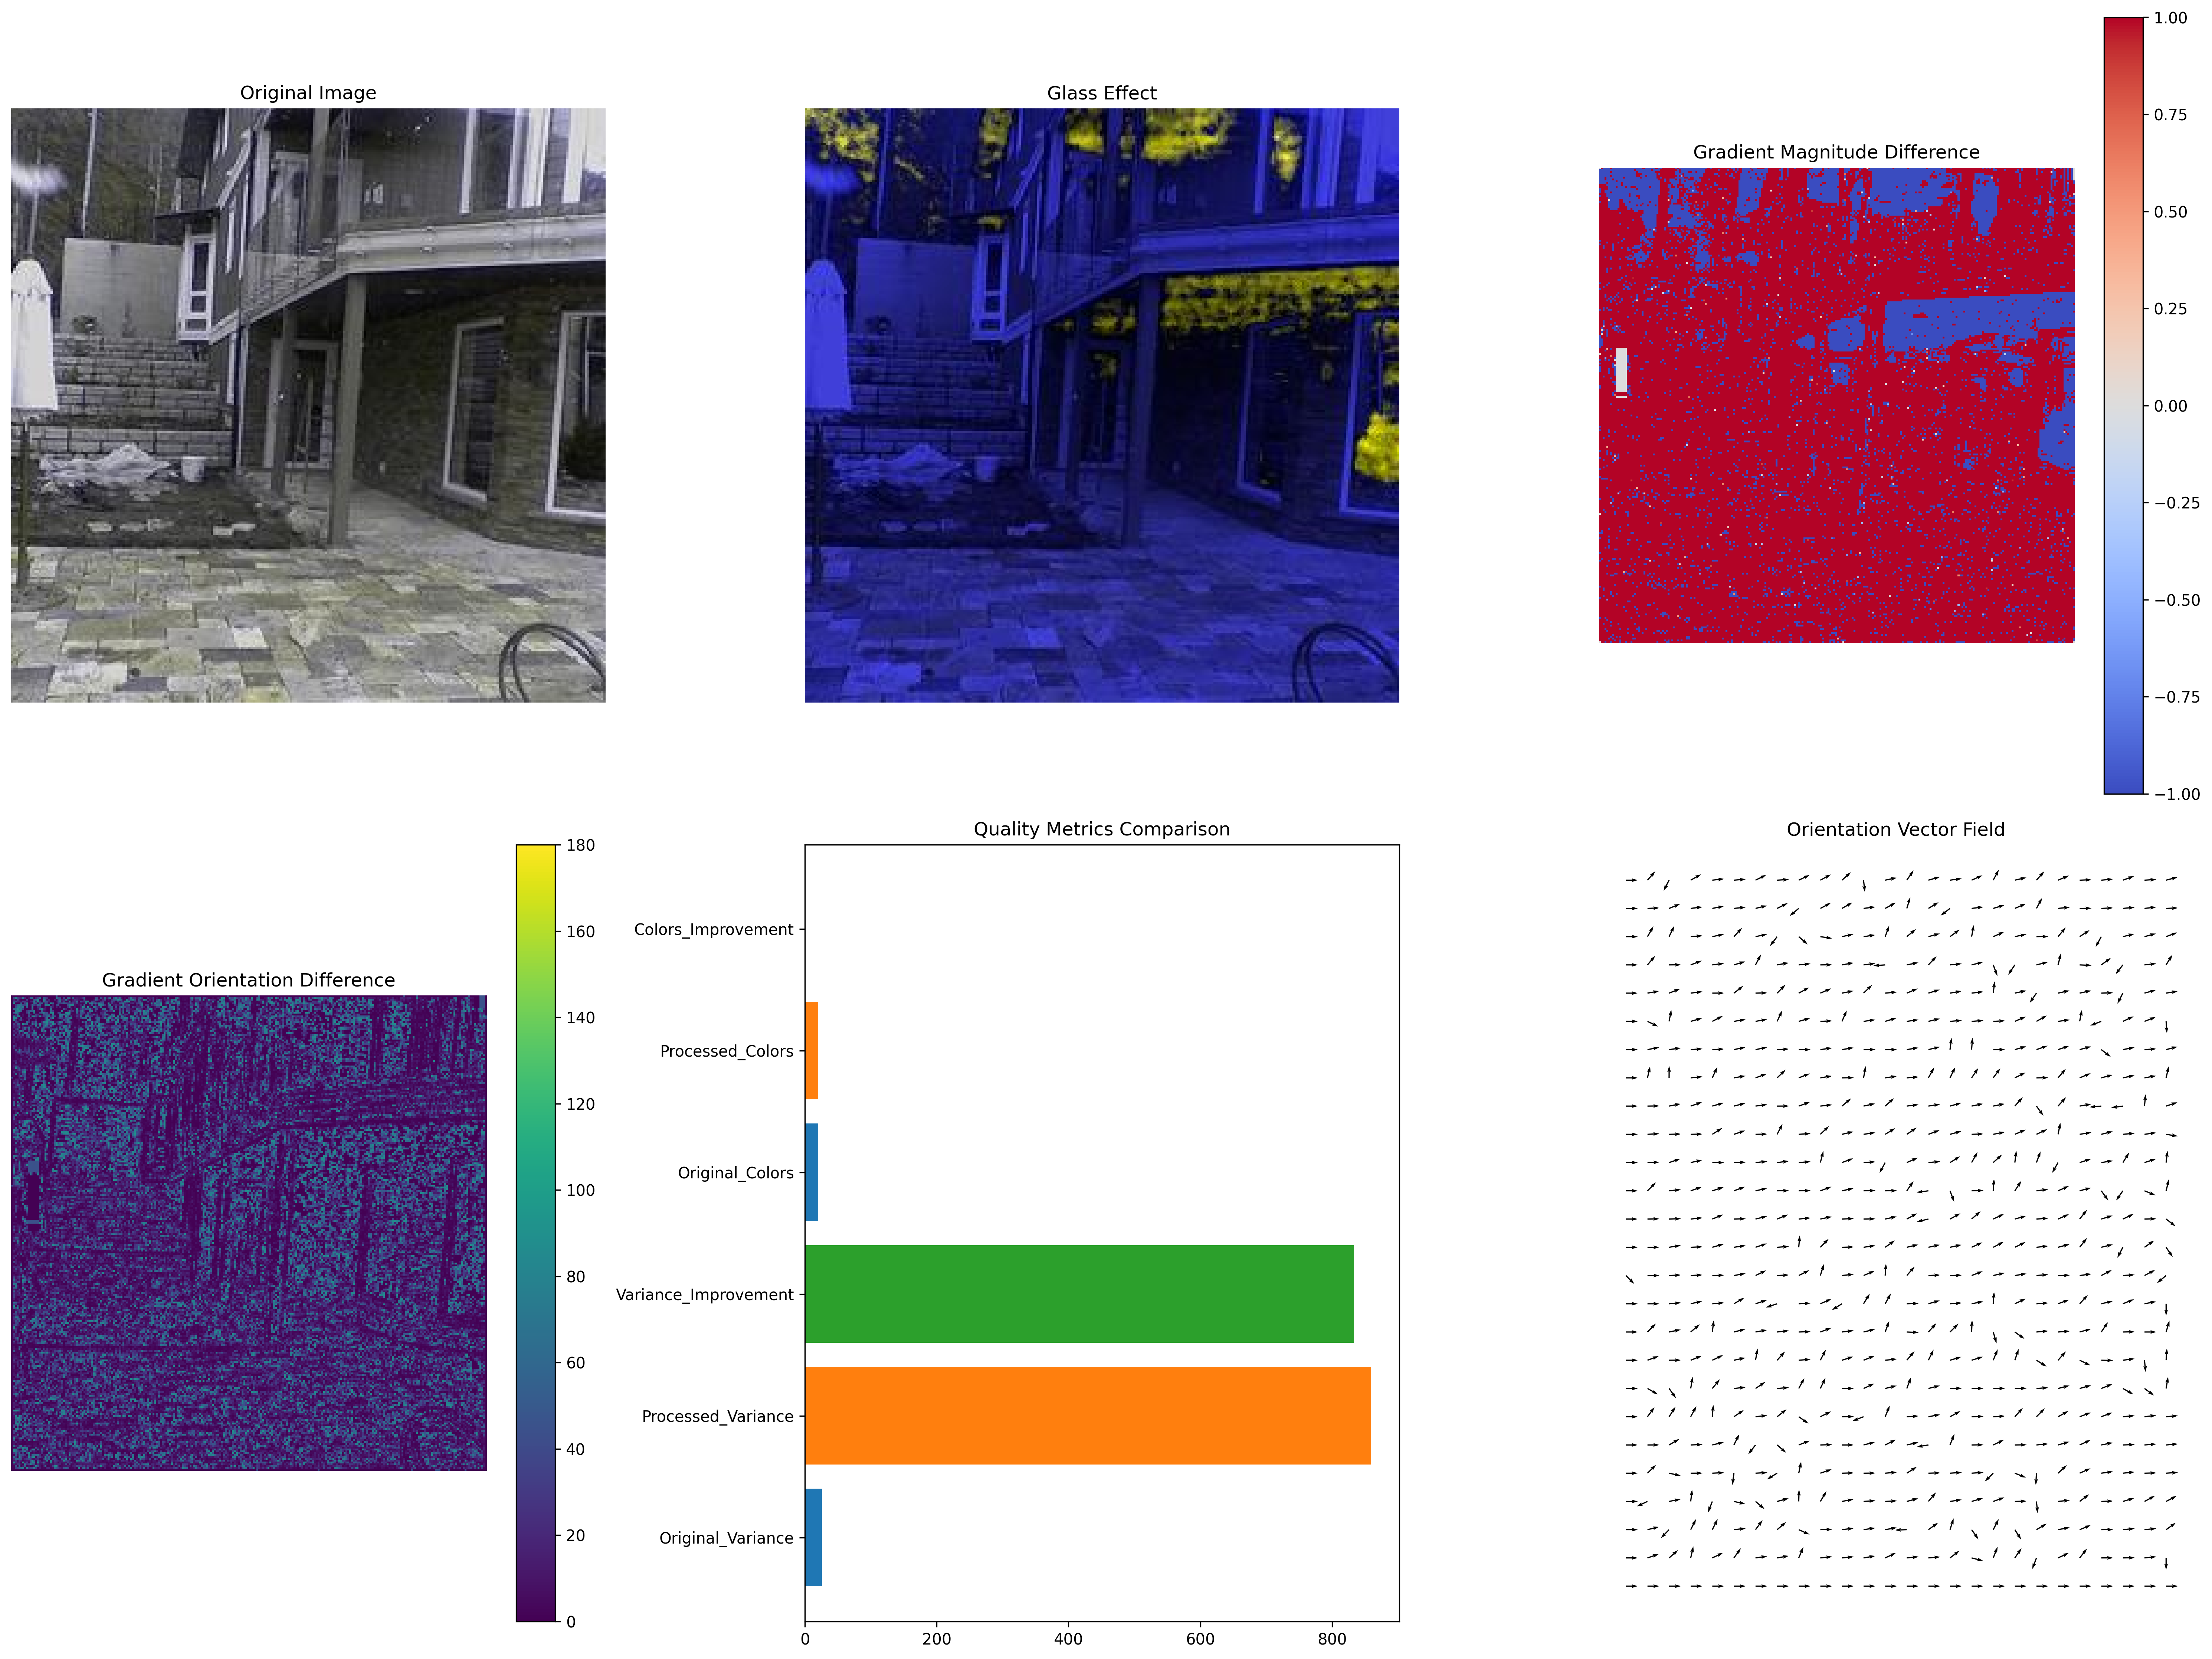 Original Image
Glass Effect
Gradient Magnitude Difference
1.00
0.75
0.50
0.25
0.00
−0.25
−0.50
−0.75
−1.00
Gradient Orientation Difference
180
160
140
120
100
80
60
40
20
0
Quality Metrics Comparison
Colors_Improvement
Processed_Colors
Original_Colors
Variance_Improvement
Processed_Variance
Original_Variance
0 200 400 600 800
Orientation Vector Field